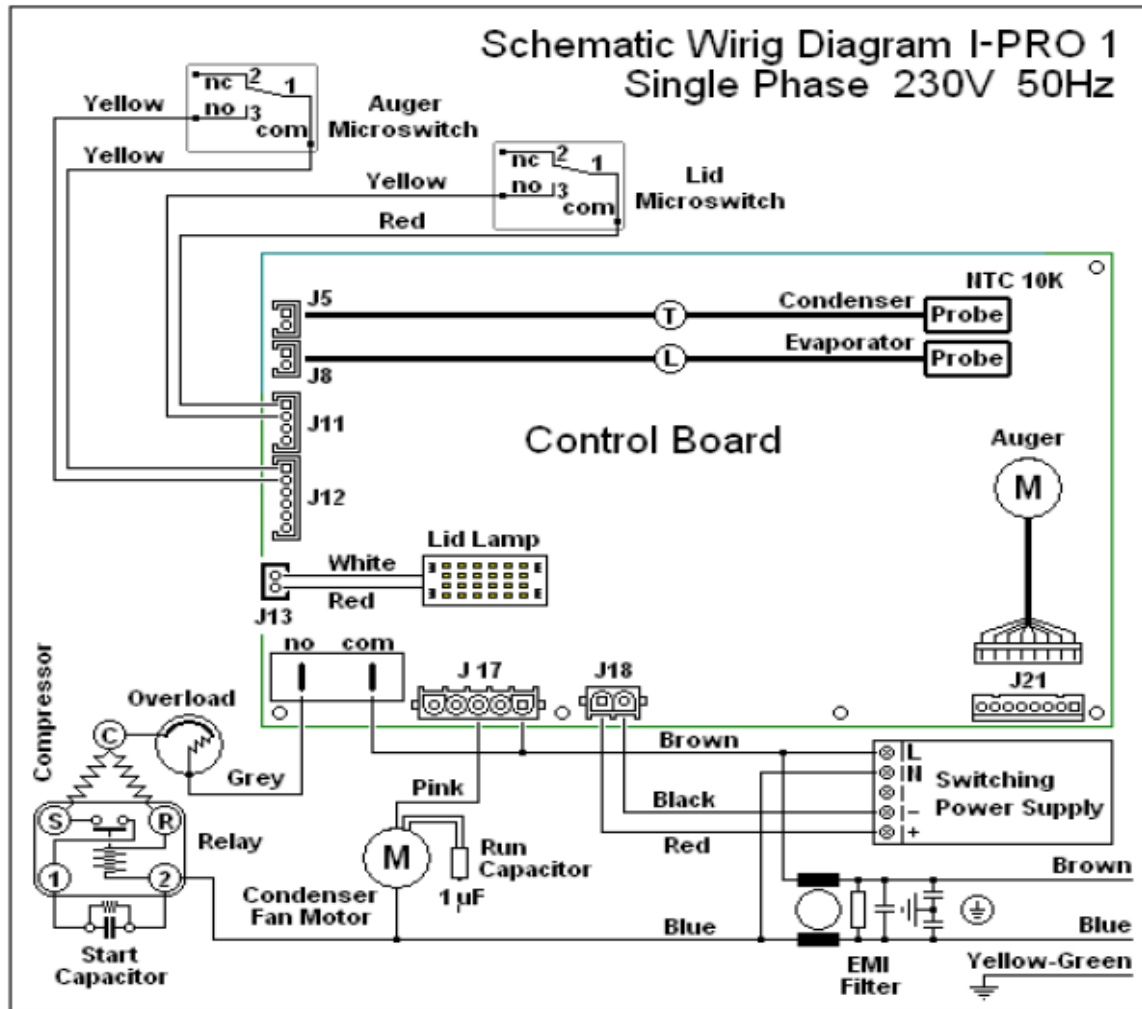 Schematic Wirig Diagram I-PRO 1
Single Phase 230V 50Hz
nc 2 1
no 3
com
Yellow
Yellow
Auger
Microswitch
nc 2 1
no 3
com
Yellow
Red
Lid
Microswitch
NTC 10K
J5
Condenser
T
Probe
J8
Evaporator
L
Probe
J11
Control Board
J12
Auger
M
Lid Lamp
White
Red
J13
no com
J 17
J18
J21
Compressor
Overload
C
Grey
S
R
Relay
1
2
Start
Capacitor
Pink
M
Condenser
Fan Motor
Run
Capacitor
1 µF
Brown
Black
Red
L
N
–
+
Switching
Power Supply
Brown
Blue
Blue
Yellow-Green
EMI
Filter